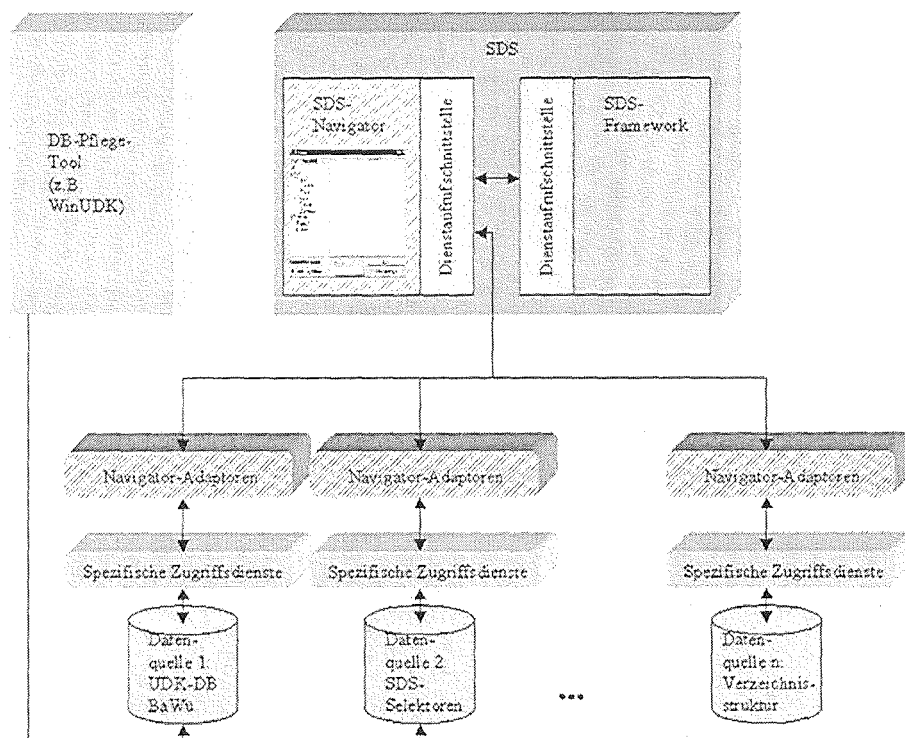 SDS
DB-Pflege-
Tool
(z.B
WinUDK)
SDS-
Navigator
Dienstaufrufschnittstelle
Dienstaufrufschnittstelle
SDS-
Framework
Navigator-Adaptoren
Navigator-Adaptoren
Navigator-Adaptoren
Spezifische Zugriffsdienste
Spezifische Zugriffsdienste
Spezifische Zugriffsdienste
Daten-
quelle 1:
UDK-DB
BaWü
Daten-
quelle 2:
SDS-
Selektoren
...
Daten-
quelle n:
Verzeichnis-
struktur